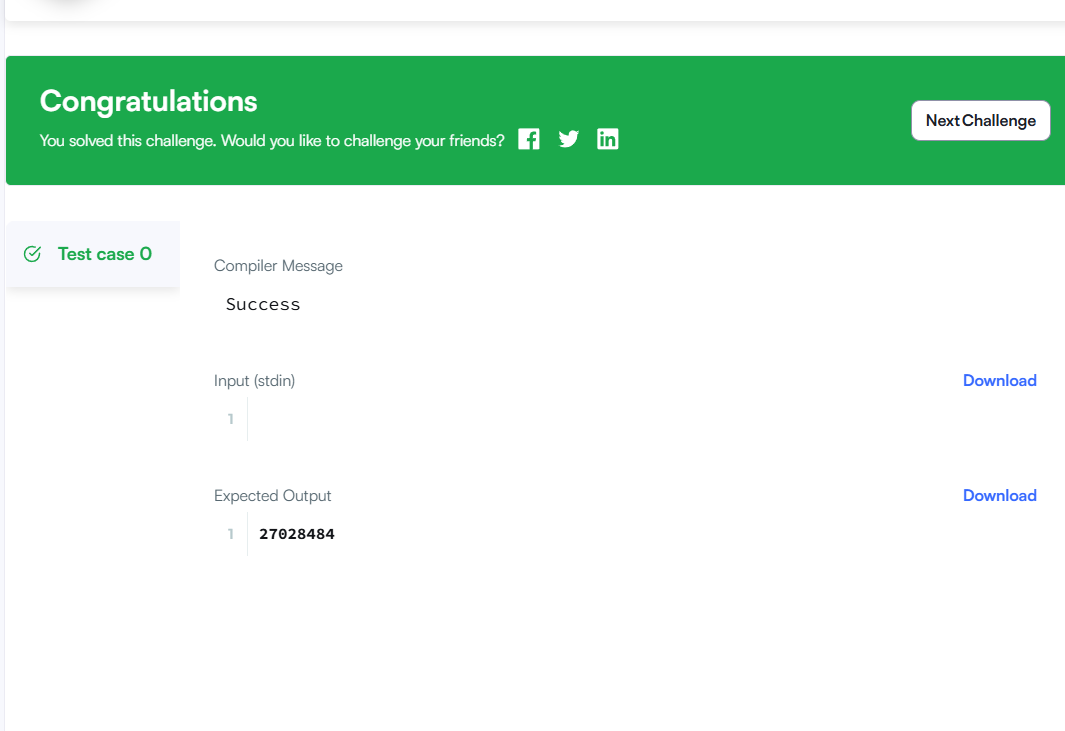 Congratulations
You solved this challenge. Would you like to challenge your friends?
Next Challenge
Test case 0
Compiler Message
Success
Input (stdin)
Download
1
Expected Output
Download
1 27028484